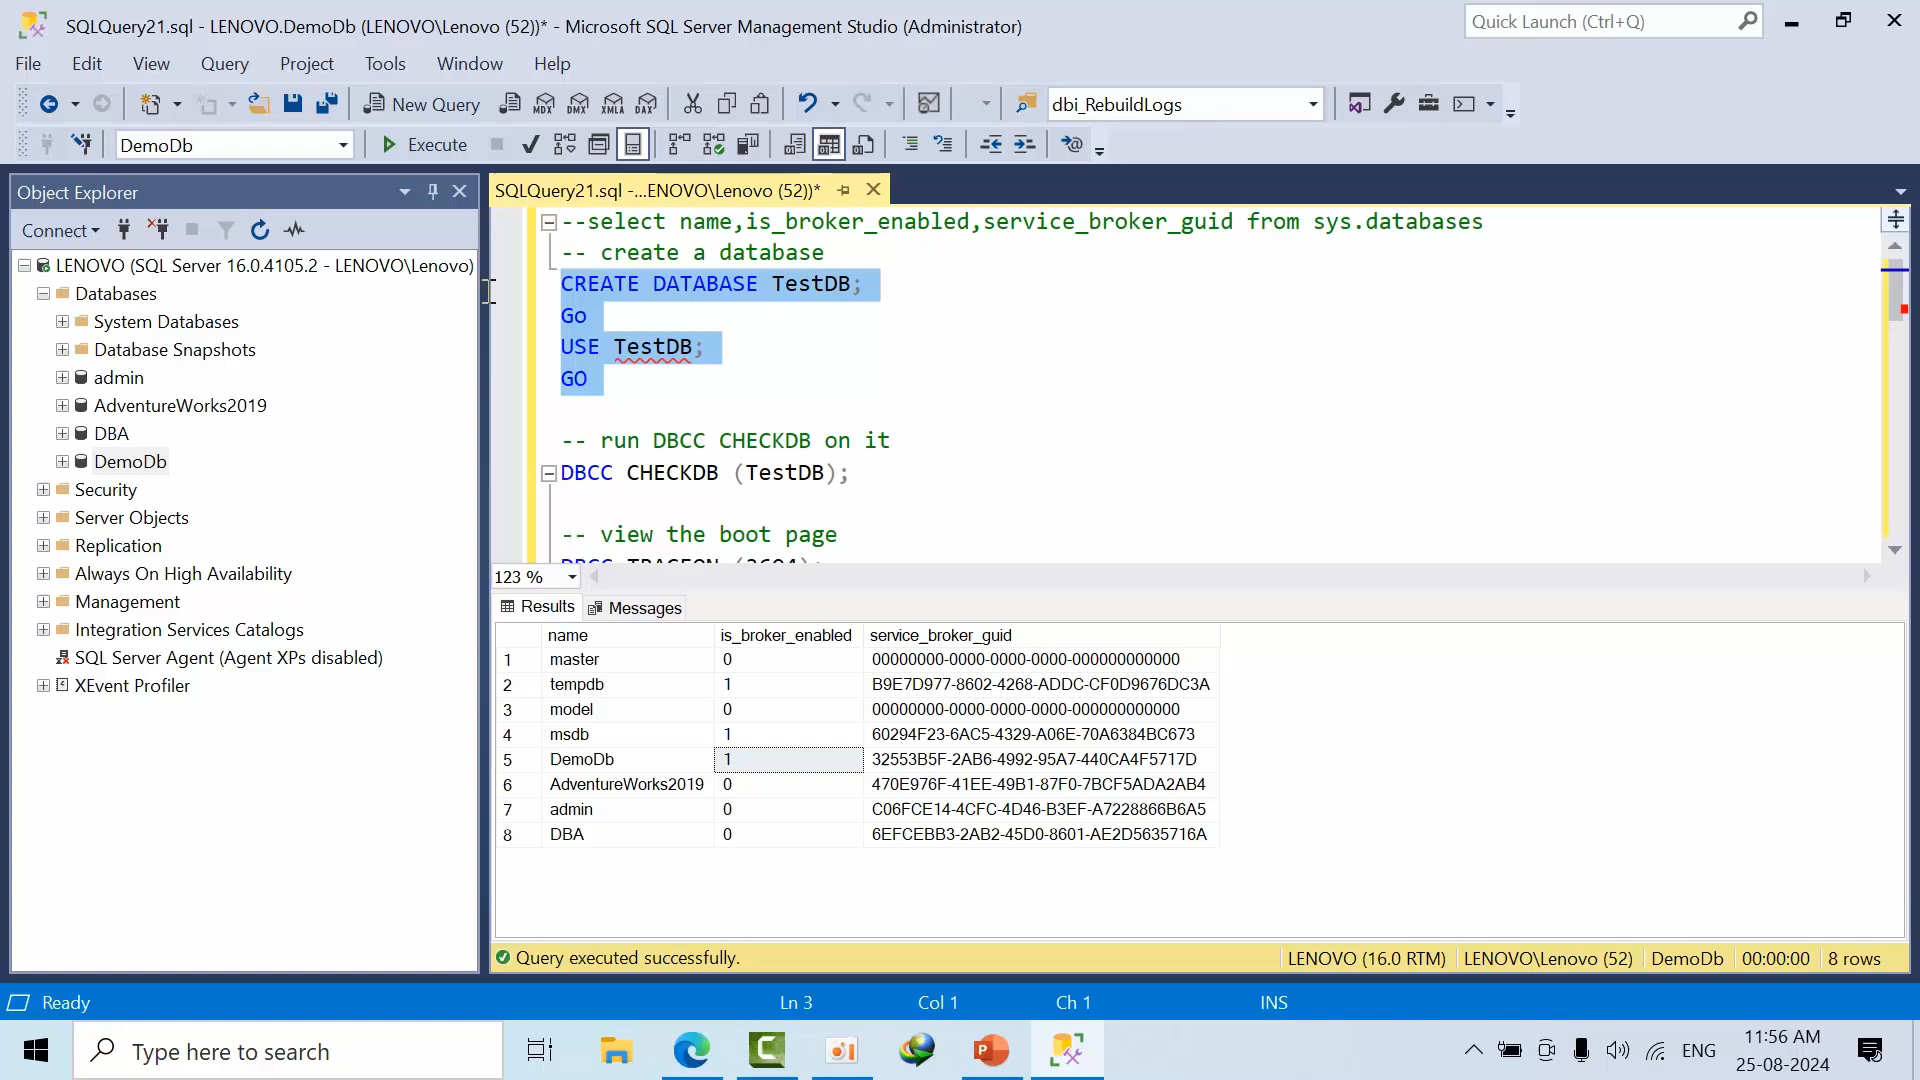 SQLQuery21.sql - LENOVO.DemoDb (LENOVO\Lenovo (52))* - Microsoft SQL Server Management Studio (Administrator)
Quick Launch (Ctrl+Q)
File Edit View Query Project Tools Window Help
New Query
MDX DMX XMLA DAX
dbi_RebuildLogs
DemoDb
Execute
Object Explorer
SQLQuery21.sql -...ENOVO\Lenovo (52))*
Connect
LENOVO (SQL Server 16.0.4105.2 - LENOVO\Lenovo)
Databases
System Databases
Database Snapshots
admin
AdventureWorks2019
DBA
DemoDb
Security
Server Objects
Replication
Always On High Availability
Management
Integration Services Catalogs
SQL Server Agent (Agent XPs disabled)
XEvent Profiler
--select name,is_broker_enabled,service_broker_guid from sys.databases
-- create a database
CREATE DATABASE TestDB;
Go
USE TestDB;
GO
-- run DBCC CHECKDB on it
DBCC CHECKDB (TestDB);
-- view the boot page
DBCC TRACEON (3604);
123 %
Results Messages
name is_broker_enabled service_broker_guid
1 master 0 00000000-0000-0000-0000-000000000000
2 tempdb 1 B9E7D977-8602-4268-ADDC-CF0D9676DC3A
3 model 0 00000000-0000-0000-0000-000000000000
4 msdb 1 60294F23-6AC5-4329-A06E-70A6384BC673
5 DemoDb 1 32553B5F-2AB6-4992-95A7-440CA4F5717D
6 AdventureWorks2019 0 470E976F-41EE-49B1-87F0-7BCF5ADA2AB4
7 admin 0 C06FCE14-4CFC-4D46-B3EF-A7228866B6A5
8 DBA 0 6EFCEBB3-2AB2-45D0-8601-AE2D5635716A
Query executed successfully.
LENOVO (16.0 RTM) LENOVO\Lenovo (52) DemoDb 00:00:00 8 rows
Ready Ln 3 Col 1 Ch 1 INS
Type here to search
ENG
11:56 AM
25-08-2024